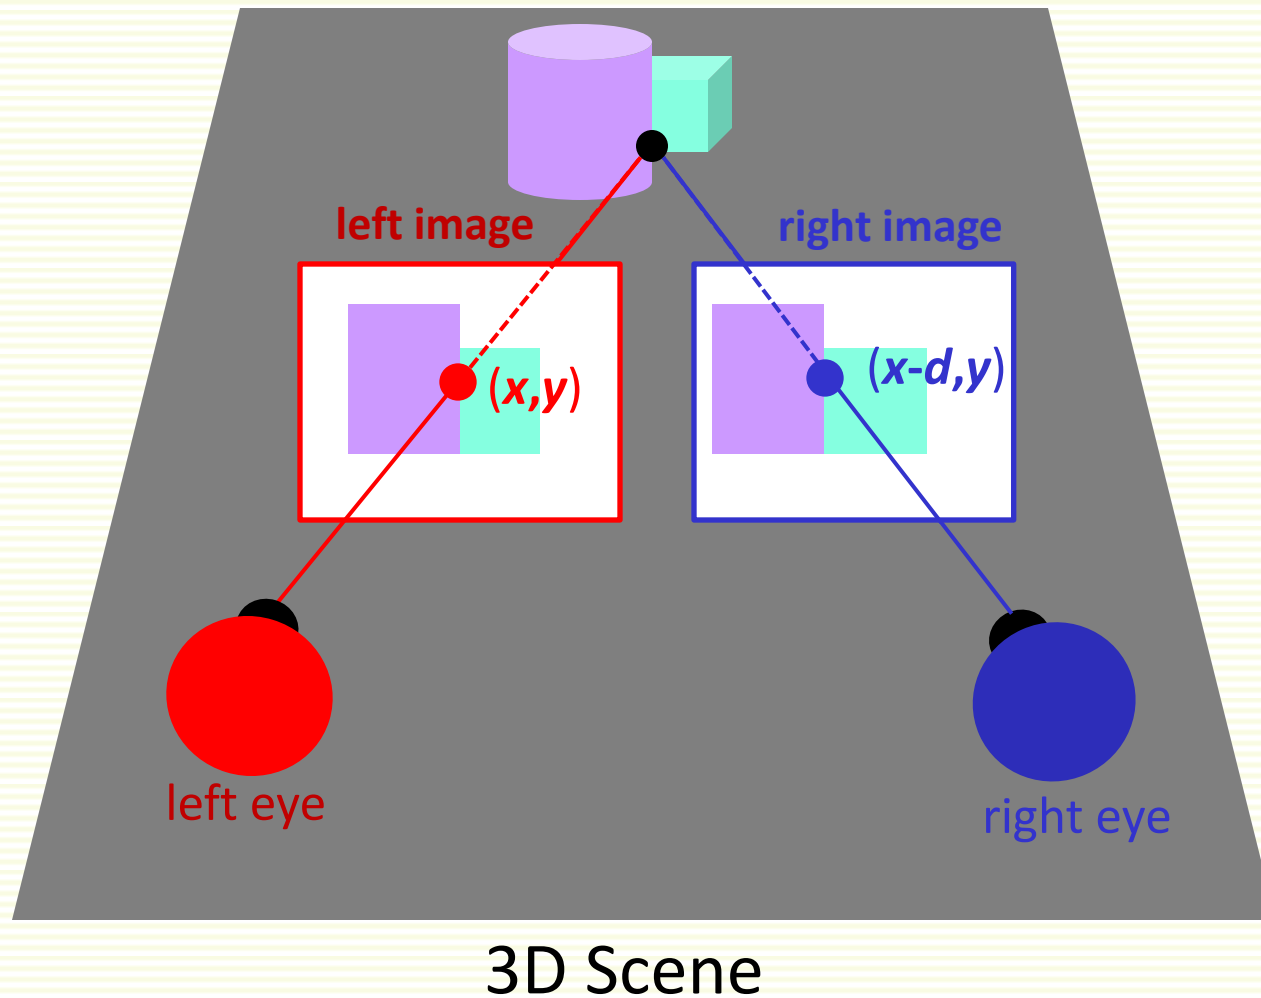 left image
right image
(x,y)
(x-d,y)
left eye
right eye
3D Scene